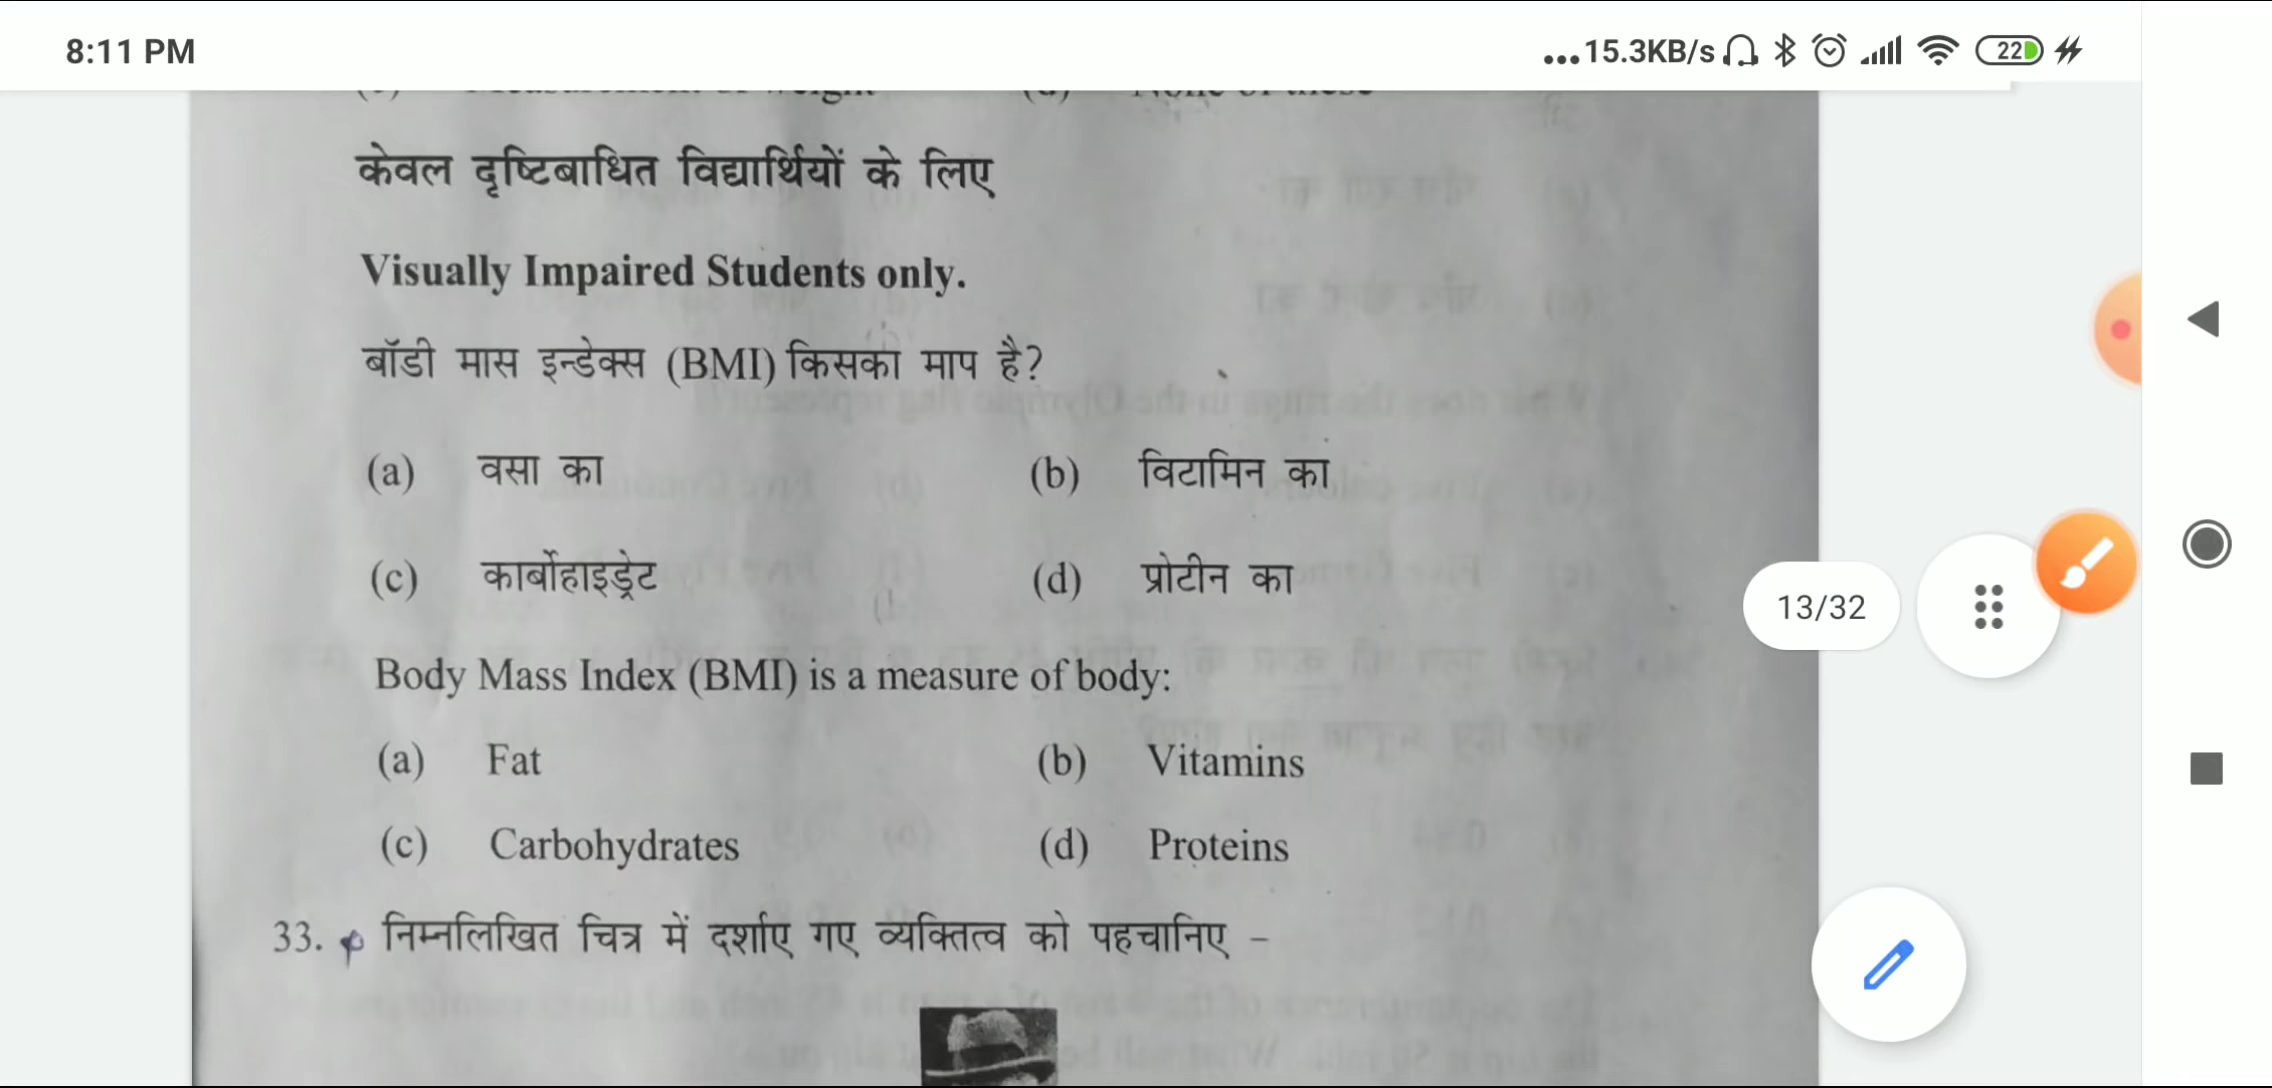 8:11 PM ...15.3KB/s 22
केवल दृष्टिबाधित विद्यार्थियों के लिए
Visually Impaired Students only.
बॉडी मास इन्डेक्स (BMI) किसका माप है?
(a) वसा का (b) विटामिन का
(c) कार्बोहाइड्रेट (d) प्रोटीन का
13/32
Body Mass Index (BMI) is a measure of body:
(a) Fat (b) Vitamins
(c) Carbohydrates (d) Proteins
33. निम्नलिखित चित्र में दर्शाए गए व्यक्तित्व को पहचानिए -